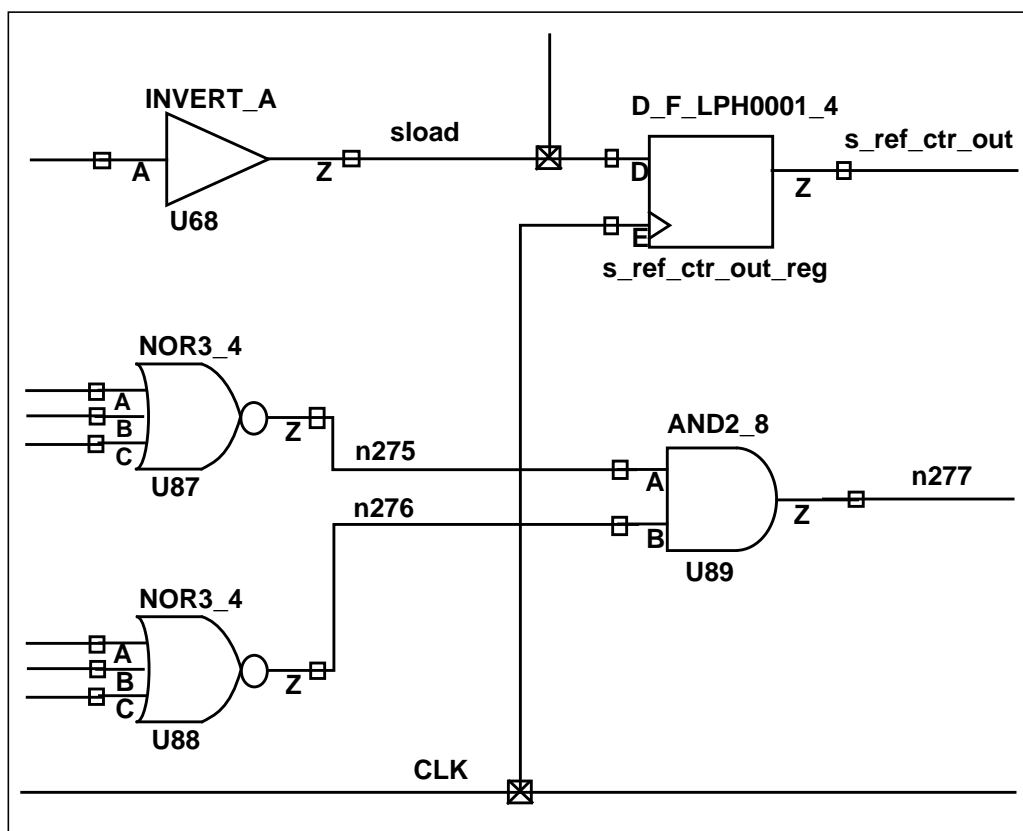 INVERT_A
D_F_LPH0001_4
sload
s_ref_ctr_out
A
Z
D
Z
U68
E
s_ref_ctr_out_reg
NOR3_4
A
B
C
Z
U87
n275
AND2_8
n277
A
n276
B
Z
U89
NOR3_4
A
B
C
Z
U88
CLK